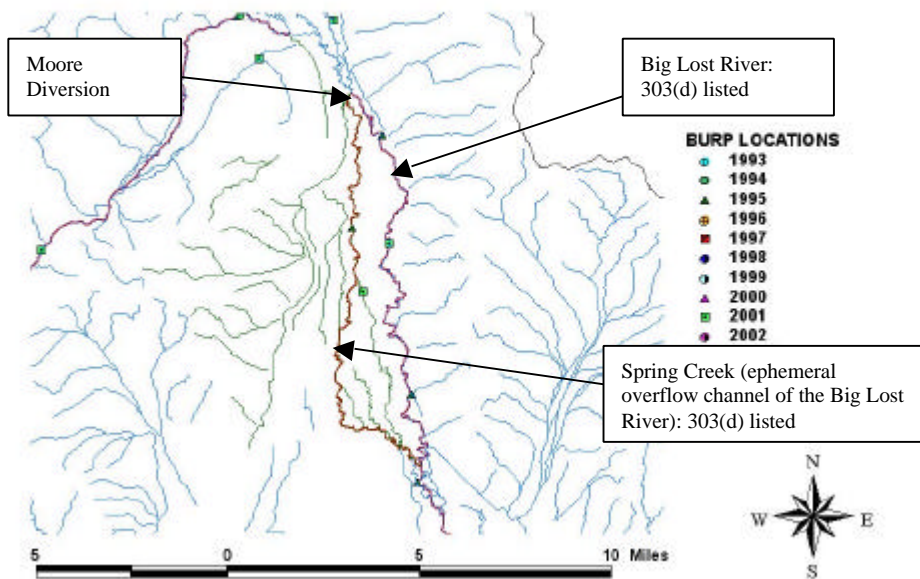 Moore
Diversion
Big Lost River:
303(d) listed
BURP LOCATIONS
1993
1994
1995
1996
1997
1998
1999
2000
2001
2002
Spring Creek (ephemeral
overflow channel of the Big Lost
River): 303(d) listed
N
W E
S
5 0 5 10 Miles